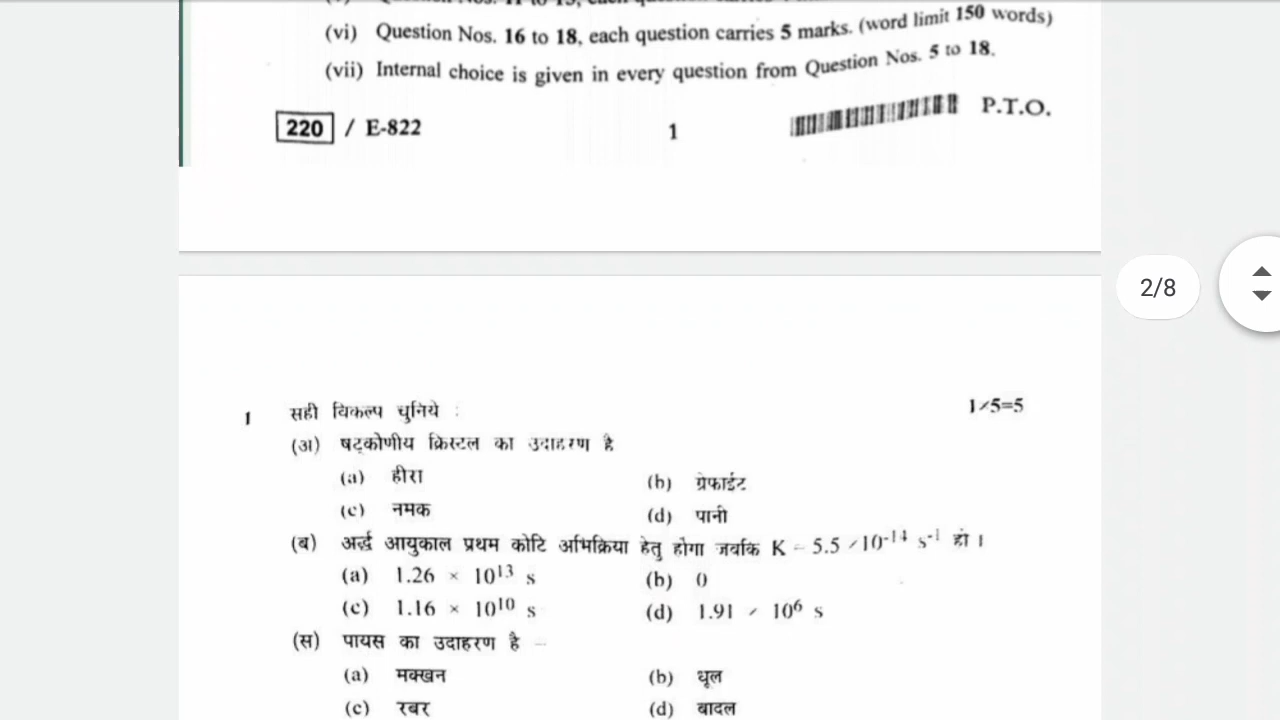 (vi) Question Nos. 16 to 18, each question carries 5 marks. (word limit 150 words)
(vii) Internal choice is given in every question from Question Nos. 5 to 18.
220 / E-822 1 P.T.O.
2/8
1 सही विकल्प चुनिये : 1×5=5
(अ) षट्कोणीय क्रिस्टल का उदाहरण है
(a) हीरा (b) ग्रेफाईट
(c) नमक (d) पानी
(ब) अर्द्ध आयुकाल प्रथम कोटि अभिक्रिया हेतु होगा जबकि K = 5.5 × 10⁻¹⁴ s⁻¹ हो ।
(a) 1.26 × 10¹³ s (b) 0
(c) 1.16 × 10¹⁰ s (d) 1.91 × 10⁶ s
(स) पायस का उदाहरण है –
(a) मक्खन (b) धूल
(c) रबर (d) बादल